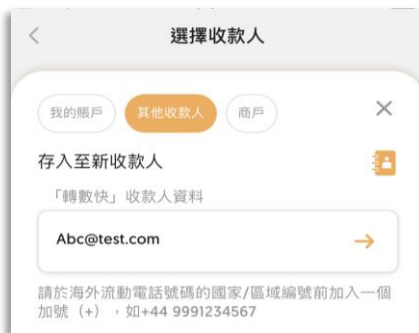 選擇收款人
我的賬戶 其他收款人 商戶
存入至新收款人
「轉數快」收款人資料
Abc@test.com
請於海外流動電話號碼的國家/區域編號前加入一個
加號（+），如+44 9991234567